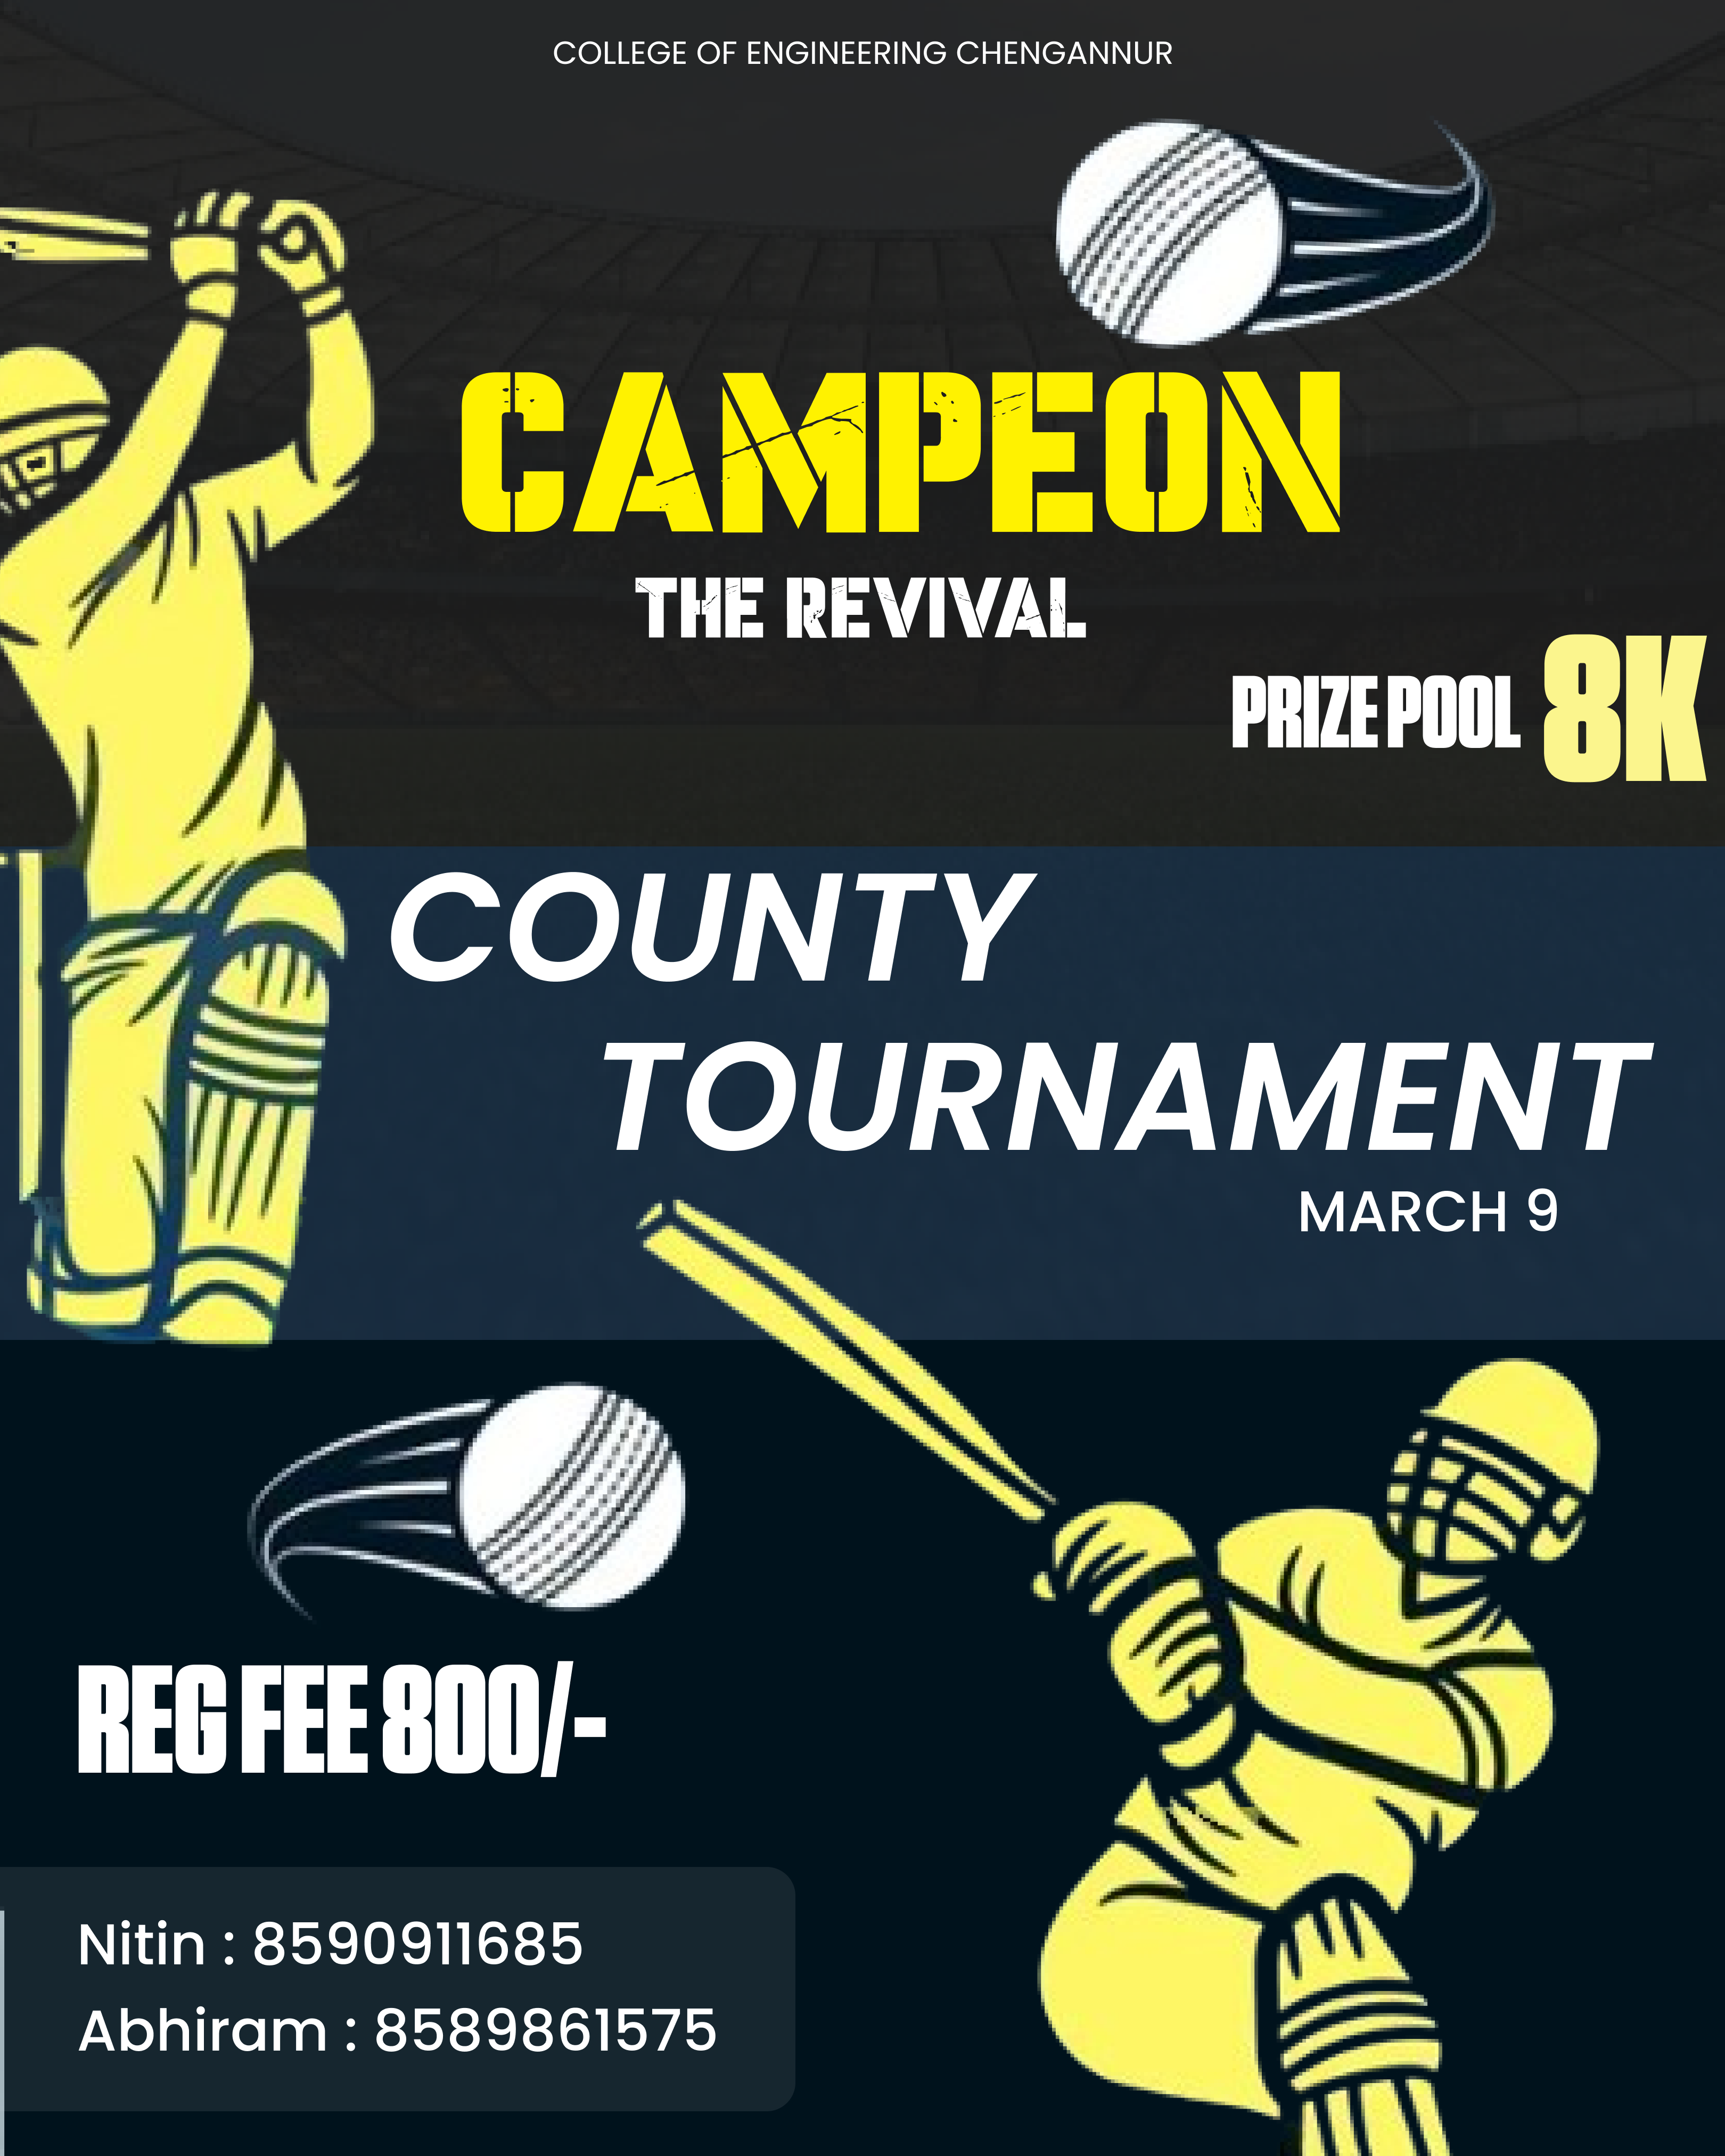 COLLEGE OF ENGINEERING CHENGANNUR
CAMPEON
THE REVIVAL
PRIZE POOL 8K
COUNTY
TOURNAMENT
MARCH 9
REG FEE 800/-
Nitin : 8590911685
Abhiram : 8589861575